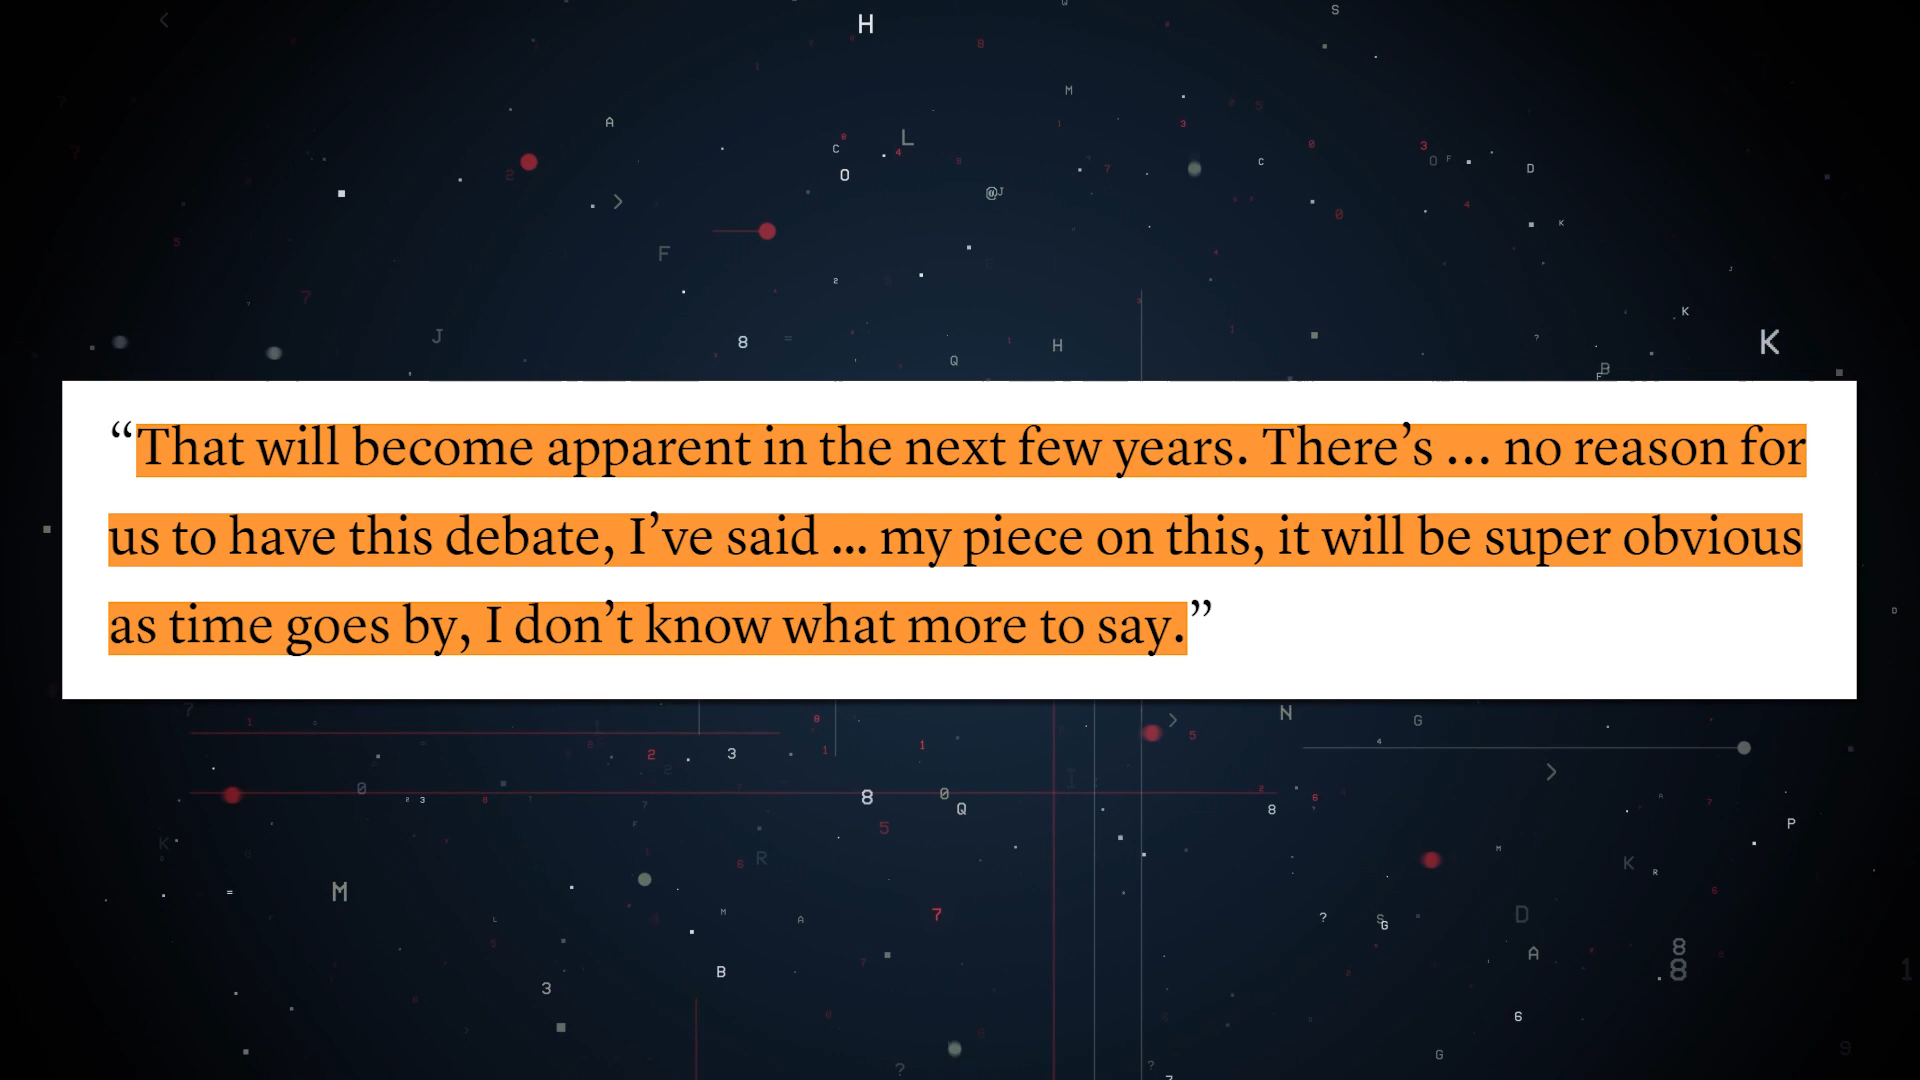 “That will become apparent in the next few years. There’s ... no reason for
us to have this debate, I’ve said ... my piece on this, it will be super obvious
as time goes by, I don’t know what more to say.”